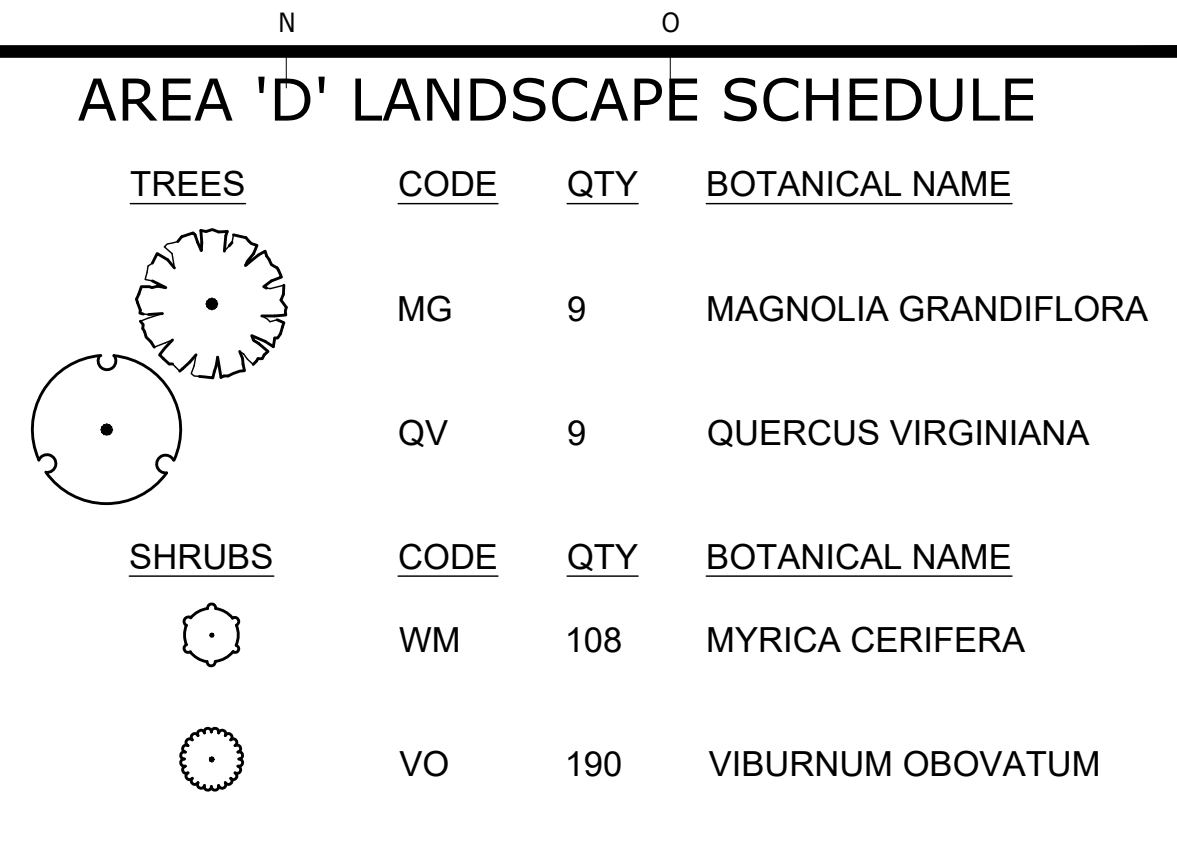 N O
AREA 'D' LANDSCAPE SCHEDULE
TREES CODE QTY BOTANICAL NAME
MG 9 MAGNOLIA GRANDIFLORA
QV 9 QUERCUS VIRGINIANA
SHRUBS CODE QTY BOTANICAL NAME
WM 108 MYRICA CERIFERA
VO 190 VIBURNUM OBOVATUM